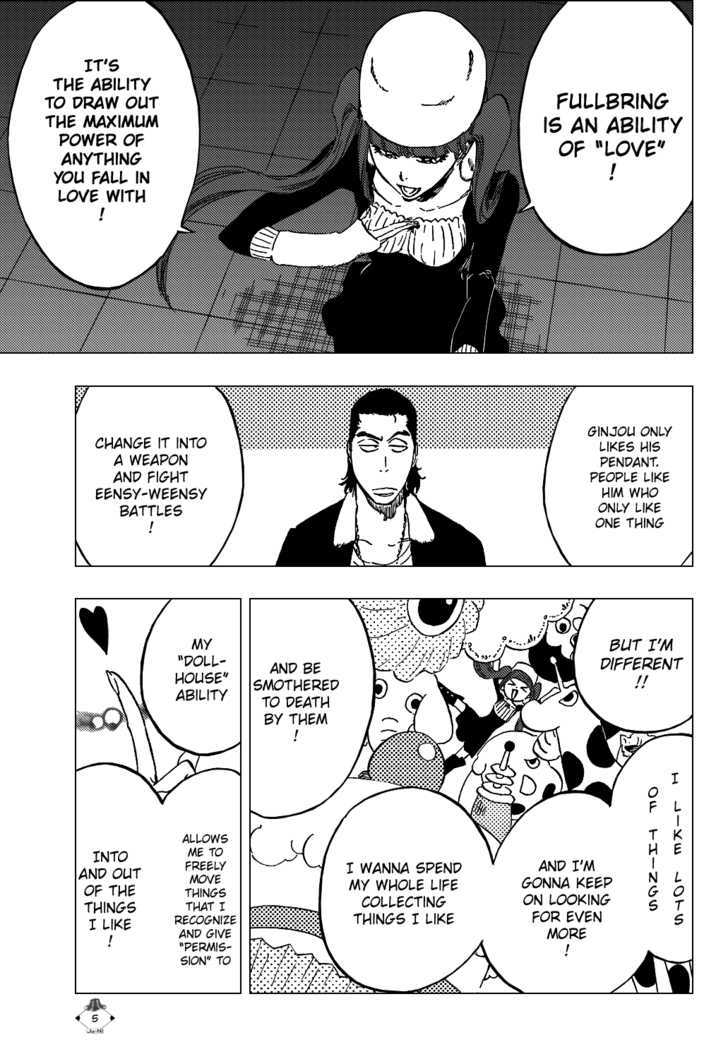 FULLBRING
IS AN ABILITY
OF "LOVE"
!
IT'S
THE ABILITY
TO DRAW OUT
THE MAXIMUM
POWER OF
ANYTHING
YOU FALL IN
LOVE WITH
!
GINJOU ONLY
LIKES HIS
PENDANT.
PEOPLE LIKE
HIM WHO
ONLY LIKE
ONE THING
CHANGE IT INTO
A WEAPON
AND FIGHT
EENSY-WEENSY
BATTLES
!
BUT I'M
DIFFERENT
!!
I LIKE LOTS
OF THINGS
AND I'M
GONNA KEEP
ON LOOKING
FOR EVEN
MORE
!
I WANNA SPEND
MY WHOLE LIFE
COLLECTING
THINGS I LIKE
AND BE
SMOTHERED
TO DEATH
BY THEM
!
MY
"DOLL-
HOUSE"
ABILITY
ALLOWS
ME TO
FREELY
MOVE
THINGS
THAT I
RECOGNIZE
AND GIVE
"PERMIS-
SION" TO
INTO
AND OUT
OF THE
THINGS
I LIKE
!
5